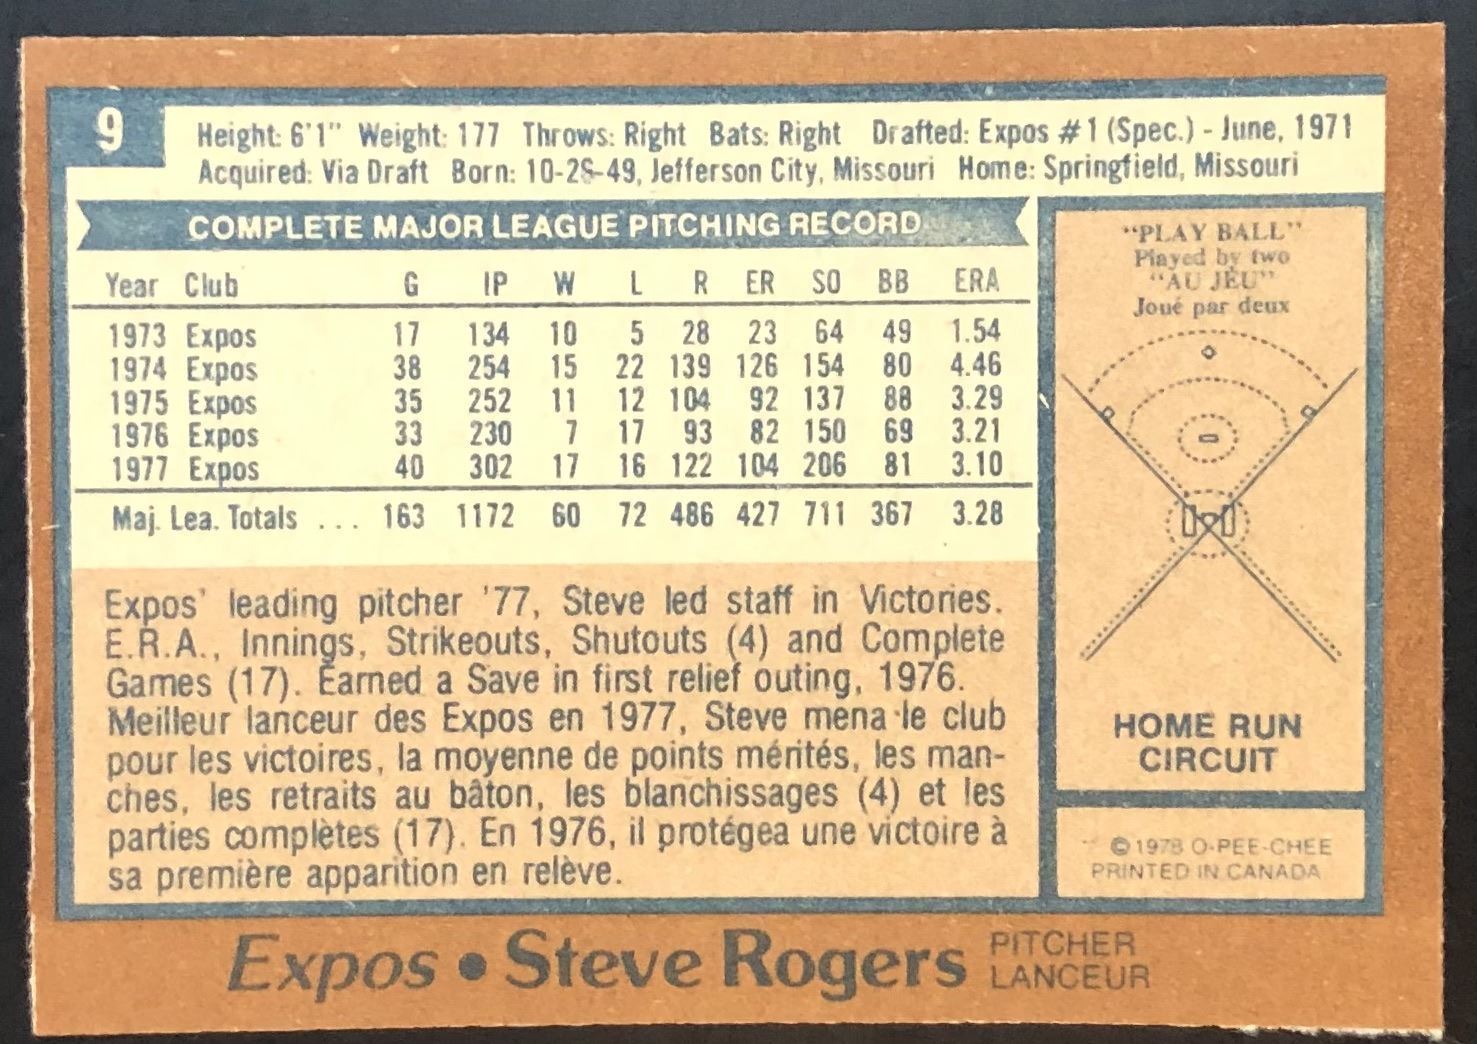 9
Height: 6'1" Weight: 177 Throws: Right Bats: Right Drafted: Expos #1 (Spec.) - June, 1971
Acquired: Via Draft Born: 10-26-49, Jefferson City, Missouri Home: Springfield, Missouri
COMPLETE MAJOR LEAGUE PITCHING RECORD
Year Club G IP W L R ER SO BB ERA
1973 Expos 17 134 10 5 28 23 64 49 1.54
1974 Expos 38 254 15 22 139 126 154 80 4.46
1975 Expos 35 252 11 12 104 92 137 88 3.29
1976 Expos 33 230 7 17 93 82 150 69 3.21
1977 Expos 40 302 17 16 122 104 206 81 3.10
Maj. Lea. Totals ... 163 1172 60 72 486 427 711 367 3.28
Expos' leading pitcher '77, Steve led staff in Victories.
E.R.A., Innings, Strikeouts, Shutouts (4) and Complete
Games (17). Earned a Save in first relief outing, 1976.
Meilleur lanceur des Expos en 1977, Steve mena le club
pour les victoires, la moyenne de points mérités, les man-
ches, les retraits au bâton, les blanchissages (4) et les
parties complètes (17). En 1976, il protégea une victoire à
sa première apparition en relève.
"PLAY BALL"
Played by two
"AU JEU"
Joué par deux
HOME RUN
CIRCUIT
©1978 O-PEE-CHEE
PRINTED IN CANADA
Expos • Steve Rogers PITCHER
LANCEUR